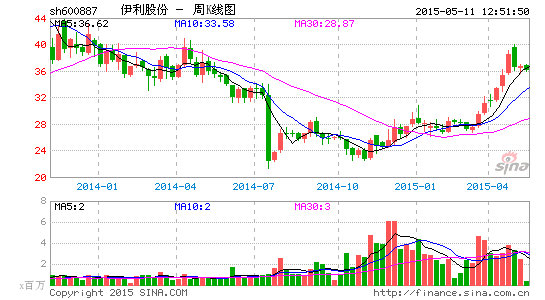 sh600887 伊利股份 - 周K线图 2015-05-11 12:51:50
MA5:36.62 MA10:33.58 MA30:28.87
44
40
36
32
28
24
20
sina
2014-01 2014-04 2014-07 2014-10 2015-01 2015-04
MA5:2 MA10:2 MA30:3
8
6
4
2
0
x百万
Copyright 2015 SINA.COM http://finance.sina.com.cn